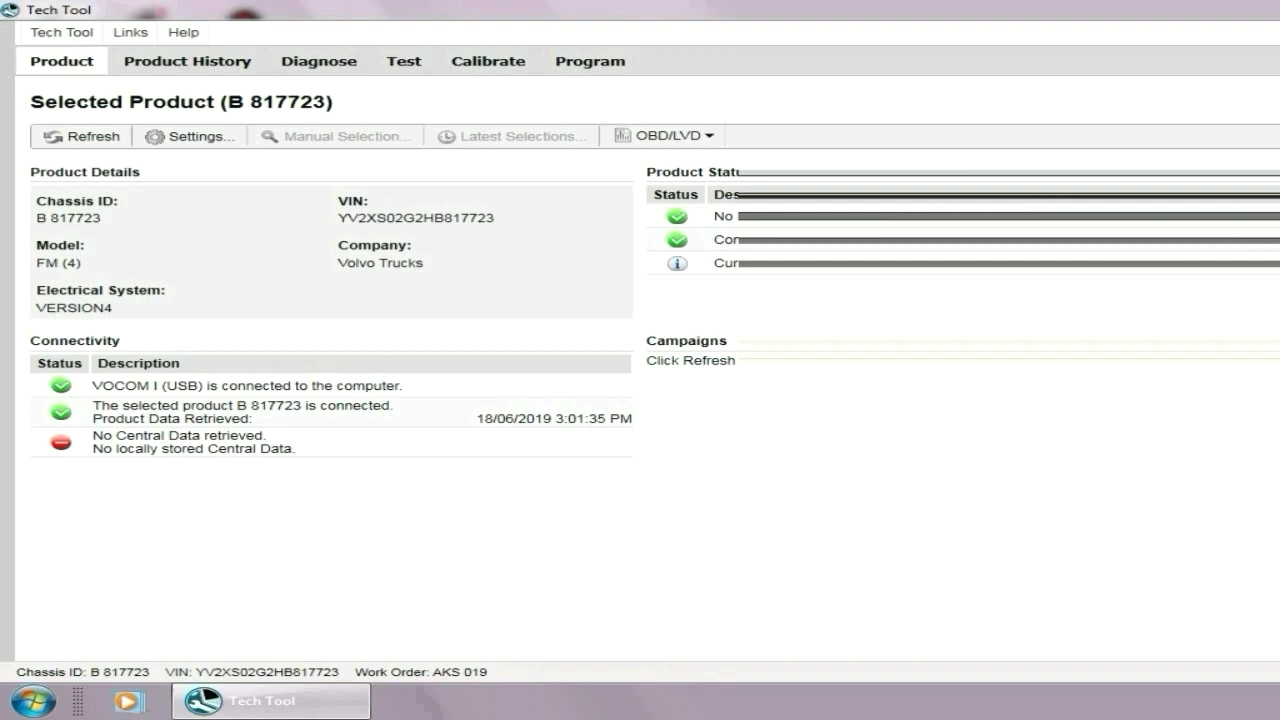 Tech Tool
Tech Tool Links Help
Product Product History Diagnose Test Calibrate Program
Selected Product (B 817723)
Refresh Settings... Manual Selection... Latest Selections... OBD/LVD
Product Details
Chassis ID: VIN:
B 817723 YV2XS02G2HB817723
Model: Company:
FM (4) Volvo Trucks
Electrical System:
VERSION4
Connectivity
Status Description
VOCOM I (USB) is connected to the computer.
The selected product B 817723 is connected.
Product Data Retrieved: 18/06/2019 3:01:35 PM
No Central Data retrieved.
No locally stored Central Data.
Product
Status
No
Campaigns
Click Refresh
Chassis ID: B 817723 VIN: YV2XS02G2HB817723 Work Order: AKS 019
Tech Tool